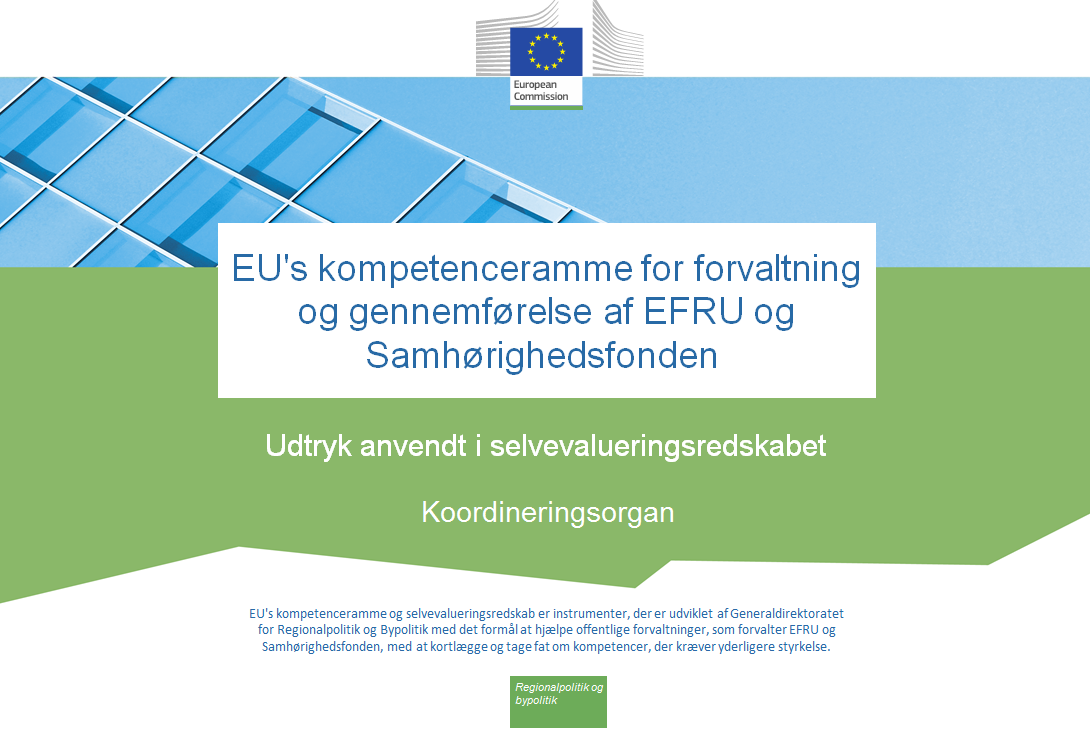 European
Commission
EU's kompetenceramme for forvaltning
og gennemførelse af EFRU og
Samhørighedsfonden
Udtryk anvendt i selvevalueringsredskabet
Koordineringsorgan
EU's kompetenceramme og selvevalueringsredskab er instrumenter, der er udviklet af Generaldirektoratet
for Regionalpolitik og Bypolitik med det formål at hjælpe offentlige forvaltninger, som forvalter EFRU og
Samhørighedsfonden, med at kortlægge og tage fat om kompetencer, der kræver yderligere styrkelse.
Regionalpolitik og
bypolitik